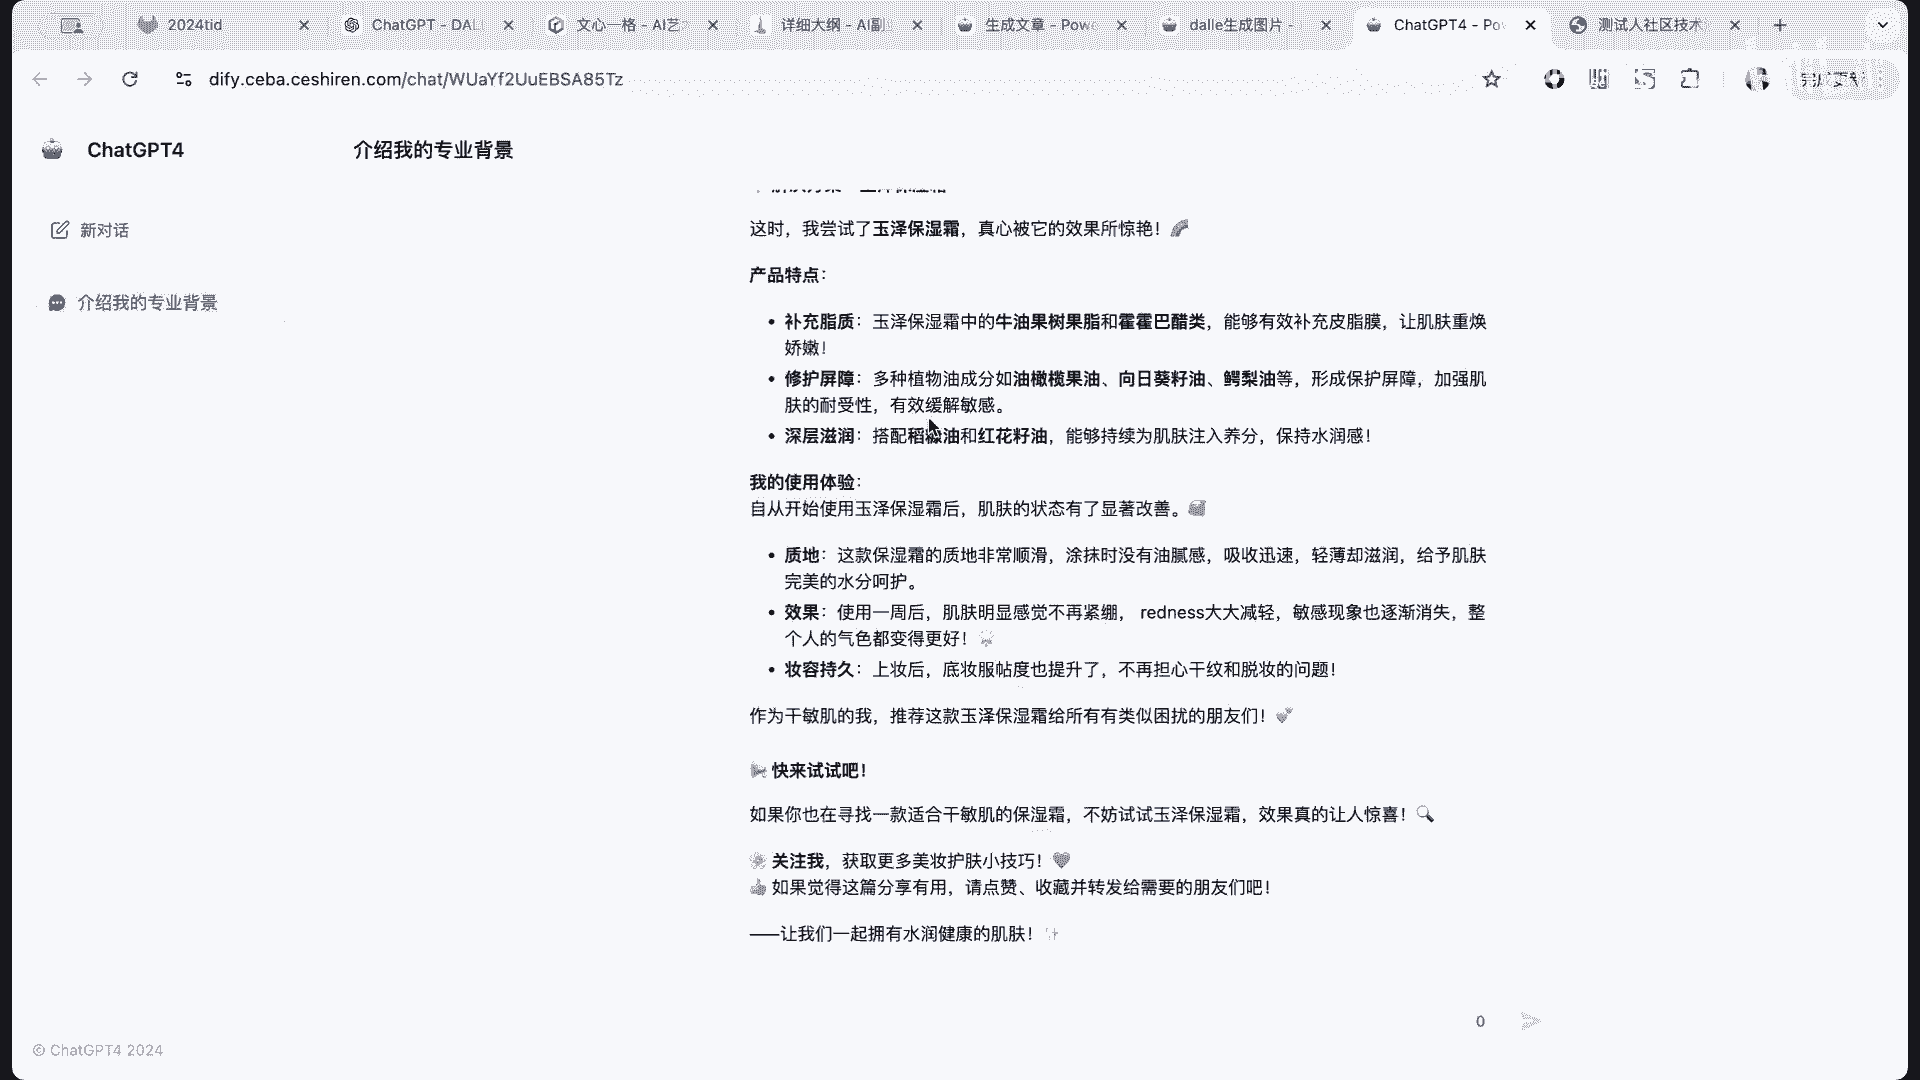 2024tid
ChatGPT - DAL
文心一格 - AI艺
详细大纲 - AI副
生成文章 - Powe
dalle生成图片 -
ChatGPT4 - Po
测试人社区技术
dify.ceba.ceshiren.com/chat/WUaYf2UuEBSA85Tz
ChatGPT4
介绍我的专业背景
新对话
介绍我的专业背景
这时，我尝试了玉泽保湿霜，真心被它的效果所惊艳！
产品特点：
补充脂质：玉泽保湿霜中的牛油果树果脂和霍霍巴醋类，能够有效补充皮脂膜，让肌肤重焕
娇嫩！
修护屏障：多种植物油成分如油橄榄果油、向日葵籽油、鳄梨油等，形成保护屏障，加强肌
肤的耐受性，有效缓解敏感。
深层滋润：搭配稻糠油和红花籽油，能够持续为肌肤注入养分，保持水润感！
我的使用体验：
自从开始使用玉泽保湿霜后，肌肤的状态有了显著改善。
质地：这款保湿霜的质地非常顺滑，涂抹时没有油腻感，吸收迅速，轻薄却滋润，给予肌肤
完美的水分呵护。
效果：使用一周后，肌肤明显感觉不再紧绷， redness大大减轻，敏感现象也逐渐消失，整
个人的气色都变得更好！
妆容持久：上妆后，底妆服帖度也提升了，不再担心干纹和脱妆的问题！
作为干敏肌的我，推荐这款玉泽保湿霜给所有有类似困扰的朋友们！
快来试试吧！
如果你也在寻找一款适合干敏肌的保湿霜，不妨试试玉泽保湿霜，效果真的让人惊喜！
关注我，获取更多美妆护肤小技巧！
如果觉得这篇分享有用，请点赞、收藏并转发给需要的朋友们吧！
——让我们一起拥有水润健康的肌肤！
0
© ChatGPT4 2024